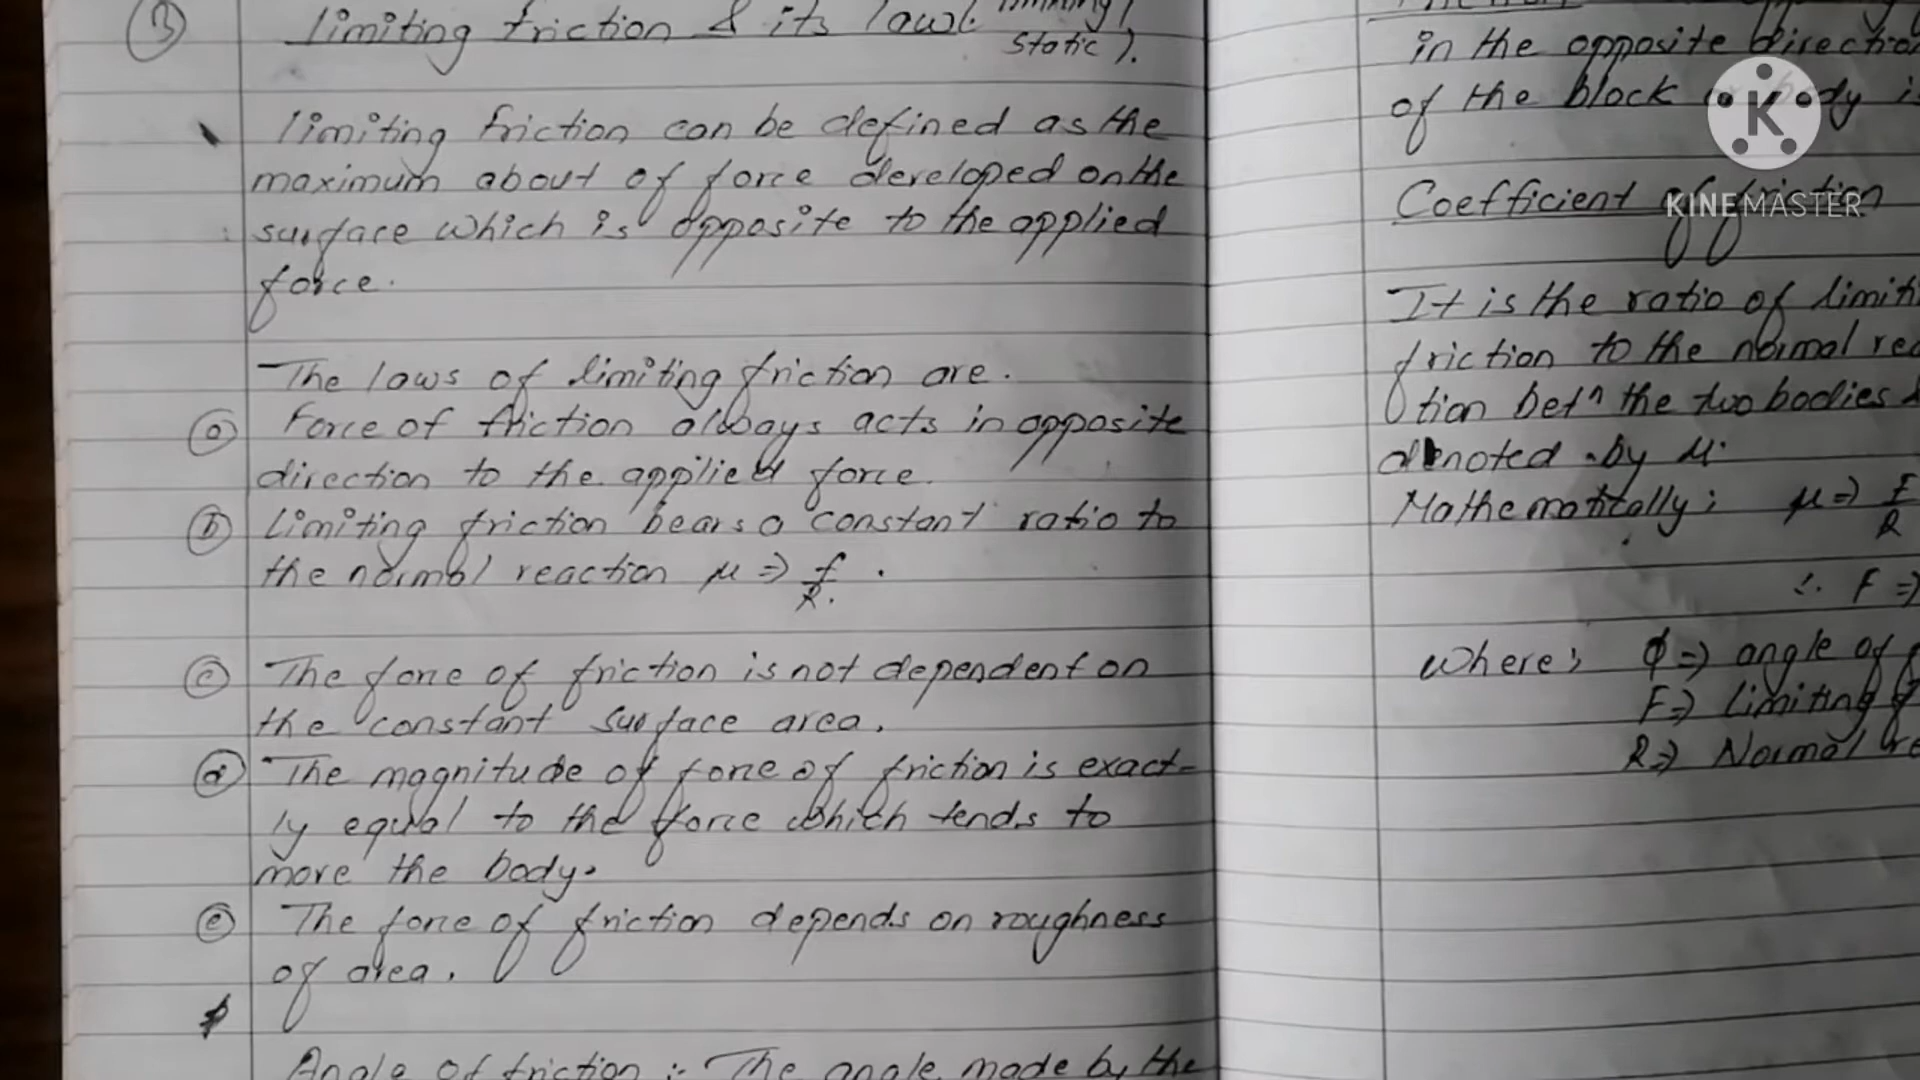 3
limiting friction & its law( limiting/
static).
limiting friction can be defined as the
maximum about of force developed on the
surface which is opposite to the applied
force.
The laws of limiting friction are.
a Force of friction always acts in opposite
direction to the applied force.
b Limiting friction bears a constant ratio to
the normal reaction μ => f/R.
c The force of friction is not dependent on
the constant surface area.
d The magnitude of force of friction is exact-
ly equal to the force which tends to
move the body.
e The force of friction depends on roughness
of area.
Angle of friction :- The angle made by the
in the opposite direction
of the block body is
Coefficient of friction
It is the ratio of limiti
friction to the normal reac
tion betn the two bodies &
denoted by μ.
Mathematically; μ => F/R
∴ F =>
Where; φ => angle of f
F => limiting f
R => Normal re
K
KINEMASTER